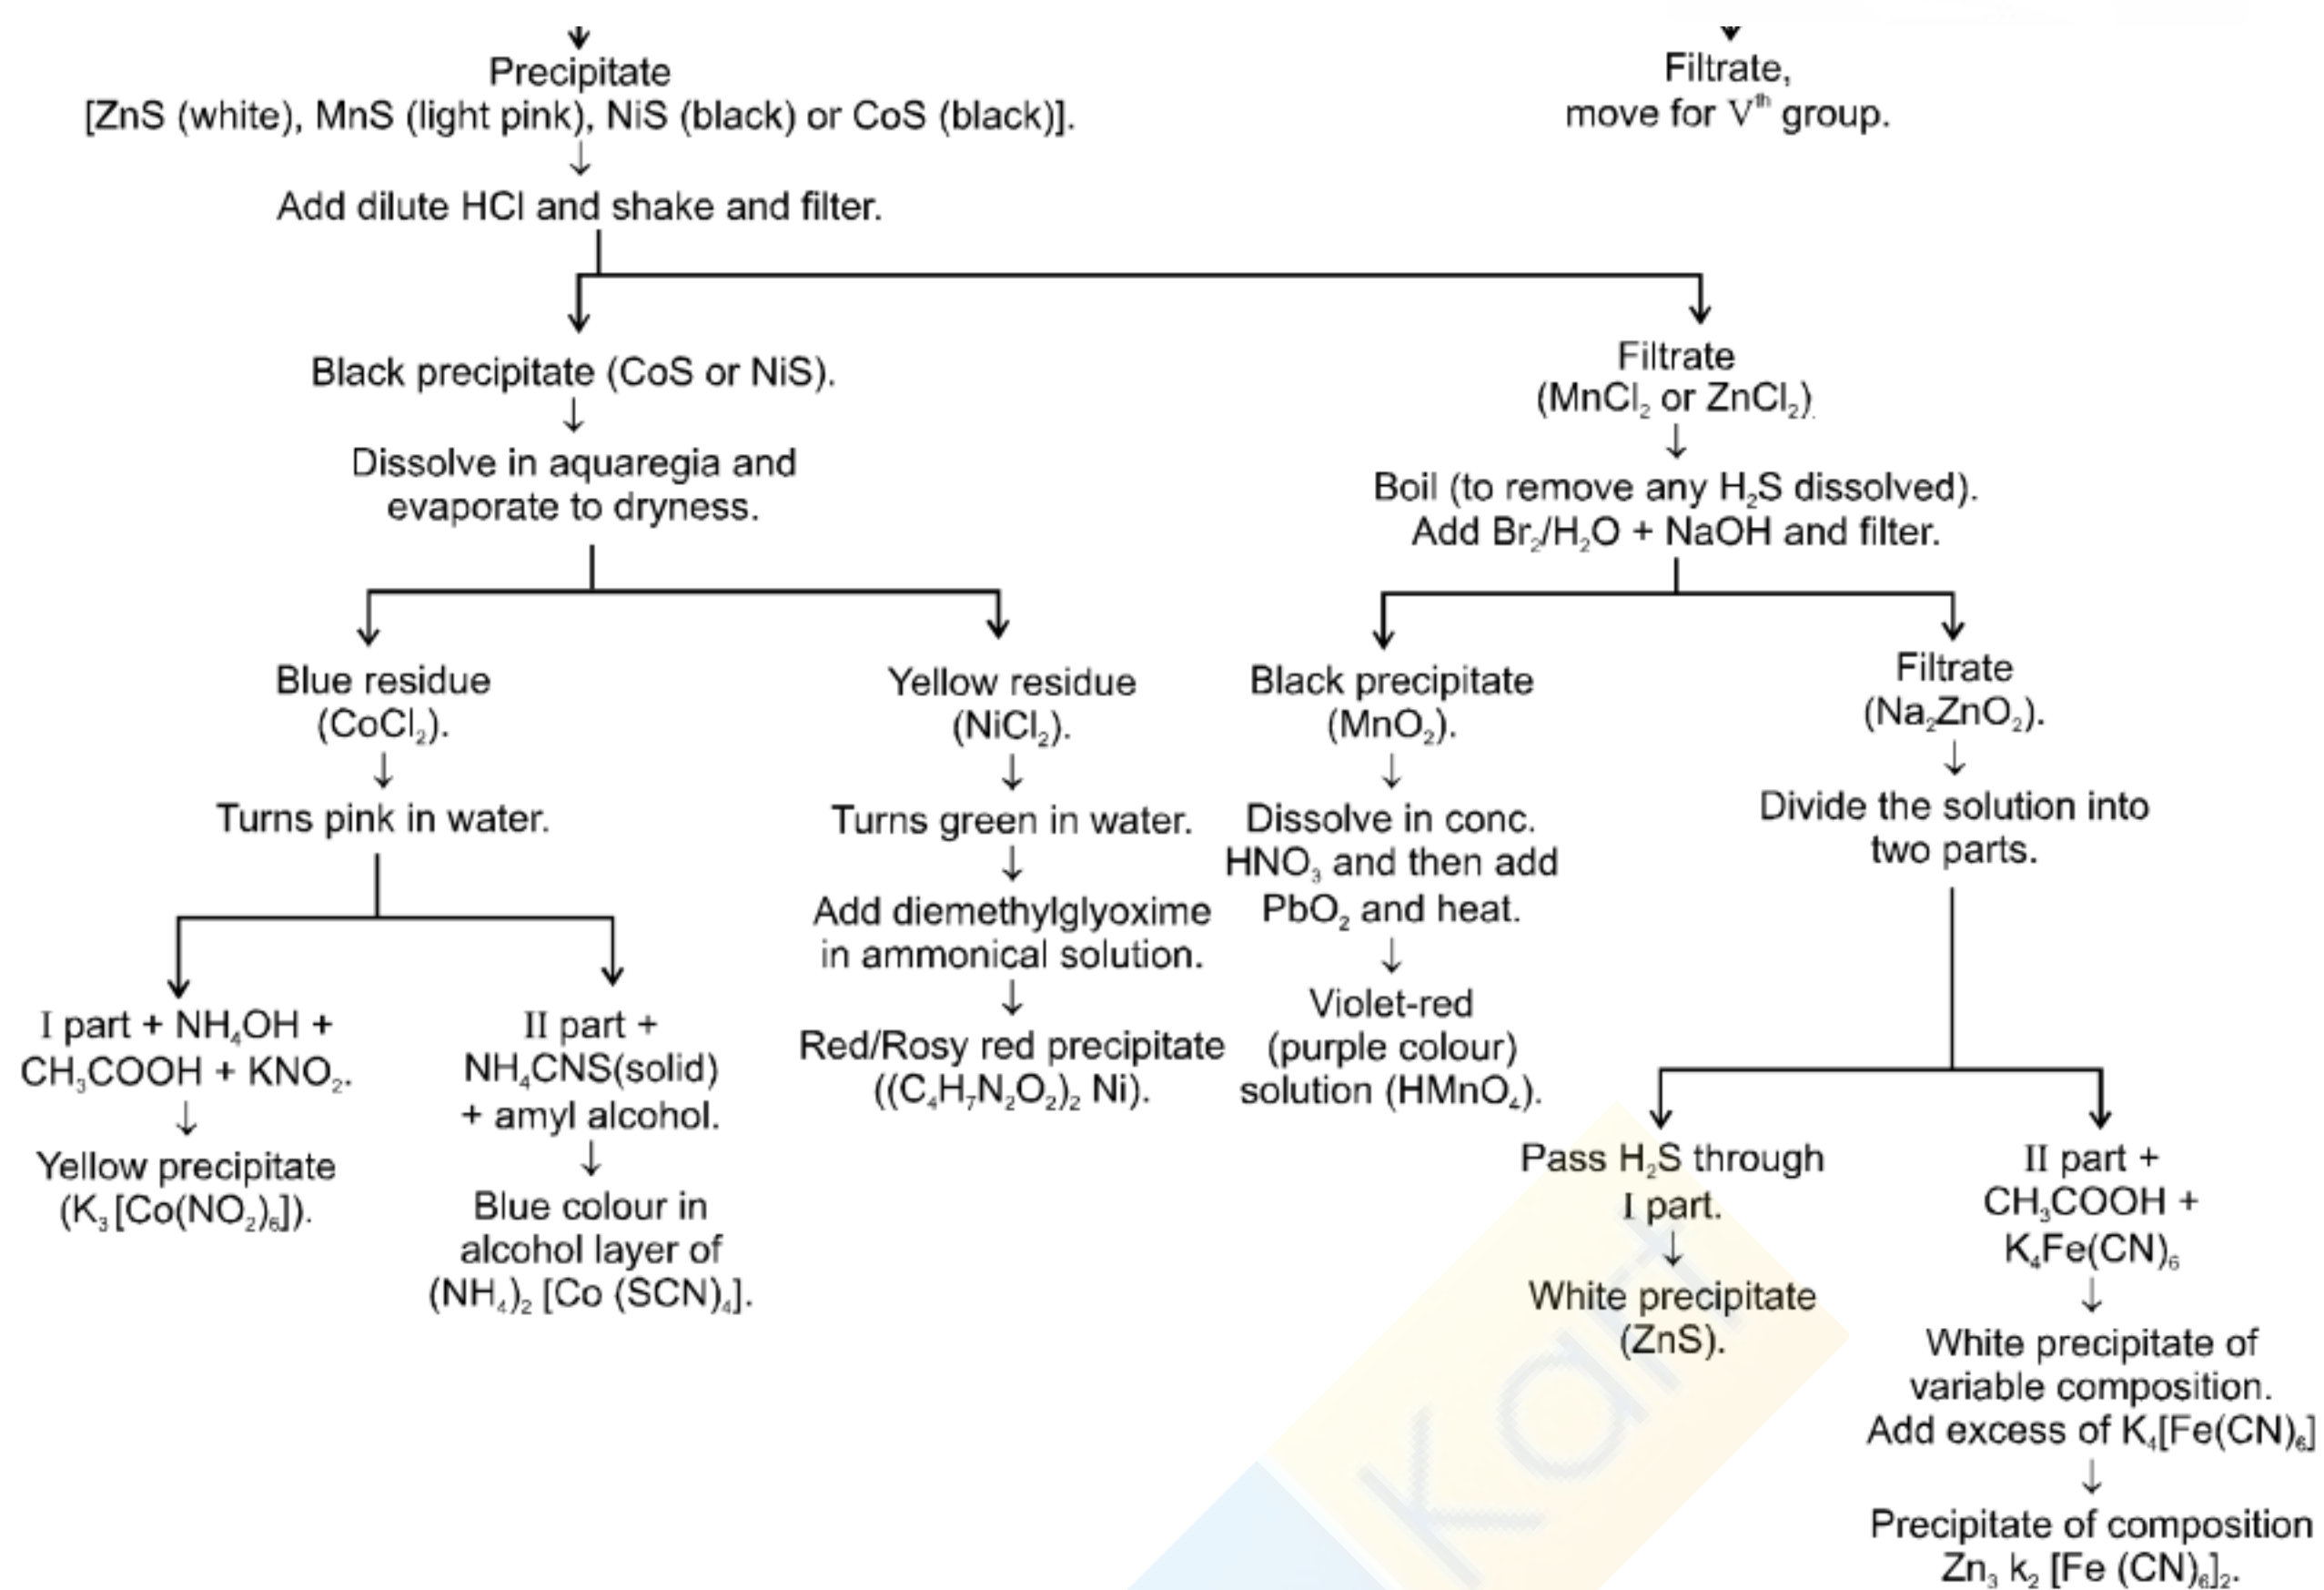 Precipitate
[ZnS (white), MnS (light pink), NiS (black) or CoS (black)].
Filtrate,
move for Vth group.
Add dilute HCl and shake and filter.
Black precipitate (CoS or NiS).
Dissolve in aquaregia and
evaporate to dryness.
Filtrate
(MnCl₂ or ZnCl₂).
Boil (to remove any H₂S dissolved).
Add Br₂/H₂O + NaOH and filter.
Blue residue
(CoCl₂).
Turns pink in water.
I part + NH₄OH +
CH₃COOH + KNO₂.
Yellow precipitate
(K₃[Co(NO₂)₆]).
II part +
NH₄CNS(solid)
+ amyl alcohol.
Blue colour in
alcohol layer of
(NH₄)₂ [Co (SCN)₄].
Yellow residue
(NiCl₂).
Turns green in water.
Add diemethylglyoxime
in ammonical solution.
Red/Rosy red precipitate
((C₄H₇N₂O₂)₂ Ni).
Black precipitate
(MnO₂).
Dissolve in conc.
HNO₃ and then add
PbO₂ and heat.
Violet-red
(purple colour)
solution (HMnO₄).
Filtrate
(Na₂ZnO₂).
Divide the solution into
two parts.
Pass H₂S through
I part.
White precipitate
(ZnS).
II part +
CH₃COOH +
K₄Fe(CN)₆
White precipitate of
variable composition.
Add excess of K₄[Fe(CN)₆]
Precipitate of composition
Zn₃ k₂ [Fe (CN)₆]₂.
Kart